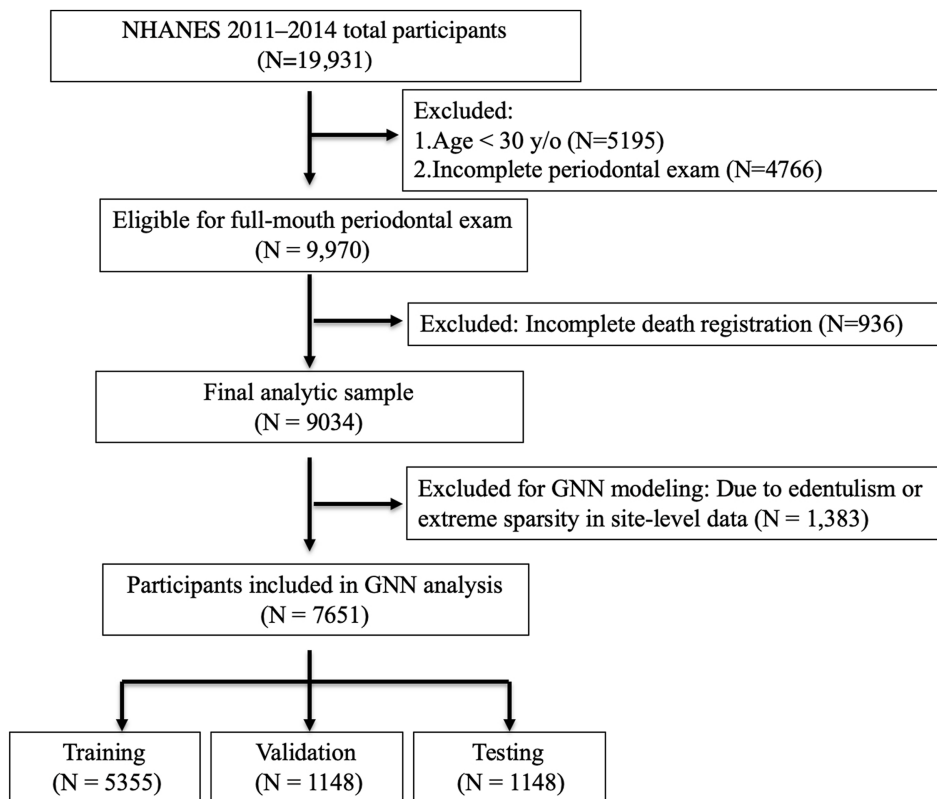 NHANES 2011–2014 total participants
(N=19,931)
Excluded:
1.Age < 30 y/o (N=5195)
2.Incomplete periodontal exam (N=4766)
Eligible for full-mouth periodontal exam
(N = 9,970)
Excluded: Incomplete death registration (N=936)
Final analytic sample
(N = 9034)
Excluded for GNN modeling: Due to edentulism or
extreme sparsity in site-level data (N = 1,383)
Participants included in GNN analysis
(N = 7651)
Training
(N = 5355)
Validation
(N = 1148)
Testing
(N = 1148)